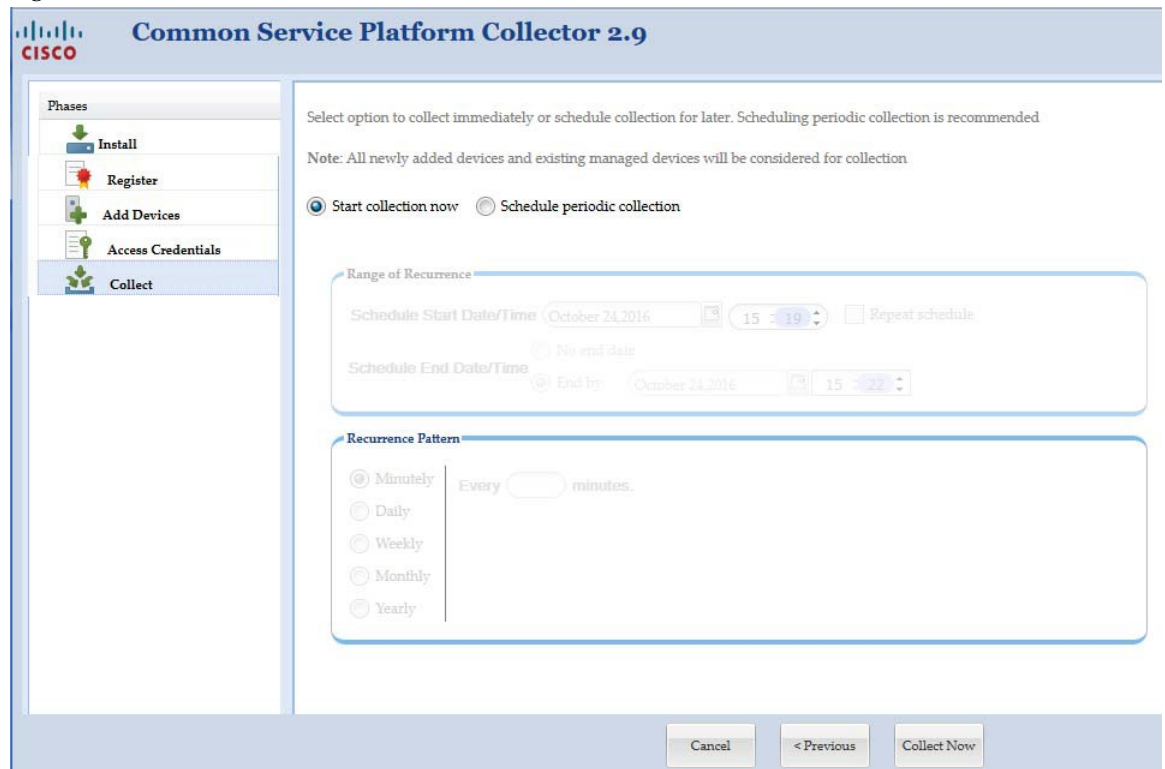 CISCO
Common Service Platform Collector 2.9
Phases
Install
Register
Add Devices
Access Credentials
Collect
Select option to collect immediately or schedule collection for later. Scheduling periodic collection is recommended
Note: All newly added devices and existing managed devices will be considered for collection
Start collection now Schedule periodic collection
Range of Recurrence
Schedule Start Date/Time October 24,2016 15 : 19 Repeat schedule
No end date
Schedule End Date/Time
End by October 24,2016 15 : 22
Recurrence Pattern
Minutely Every minutes.
Daily
Weekly
Monthly
Yearly
Cancel < Previous Collect Now